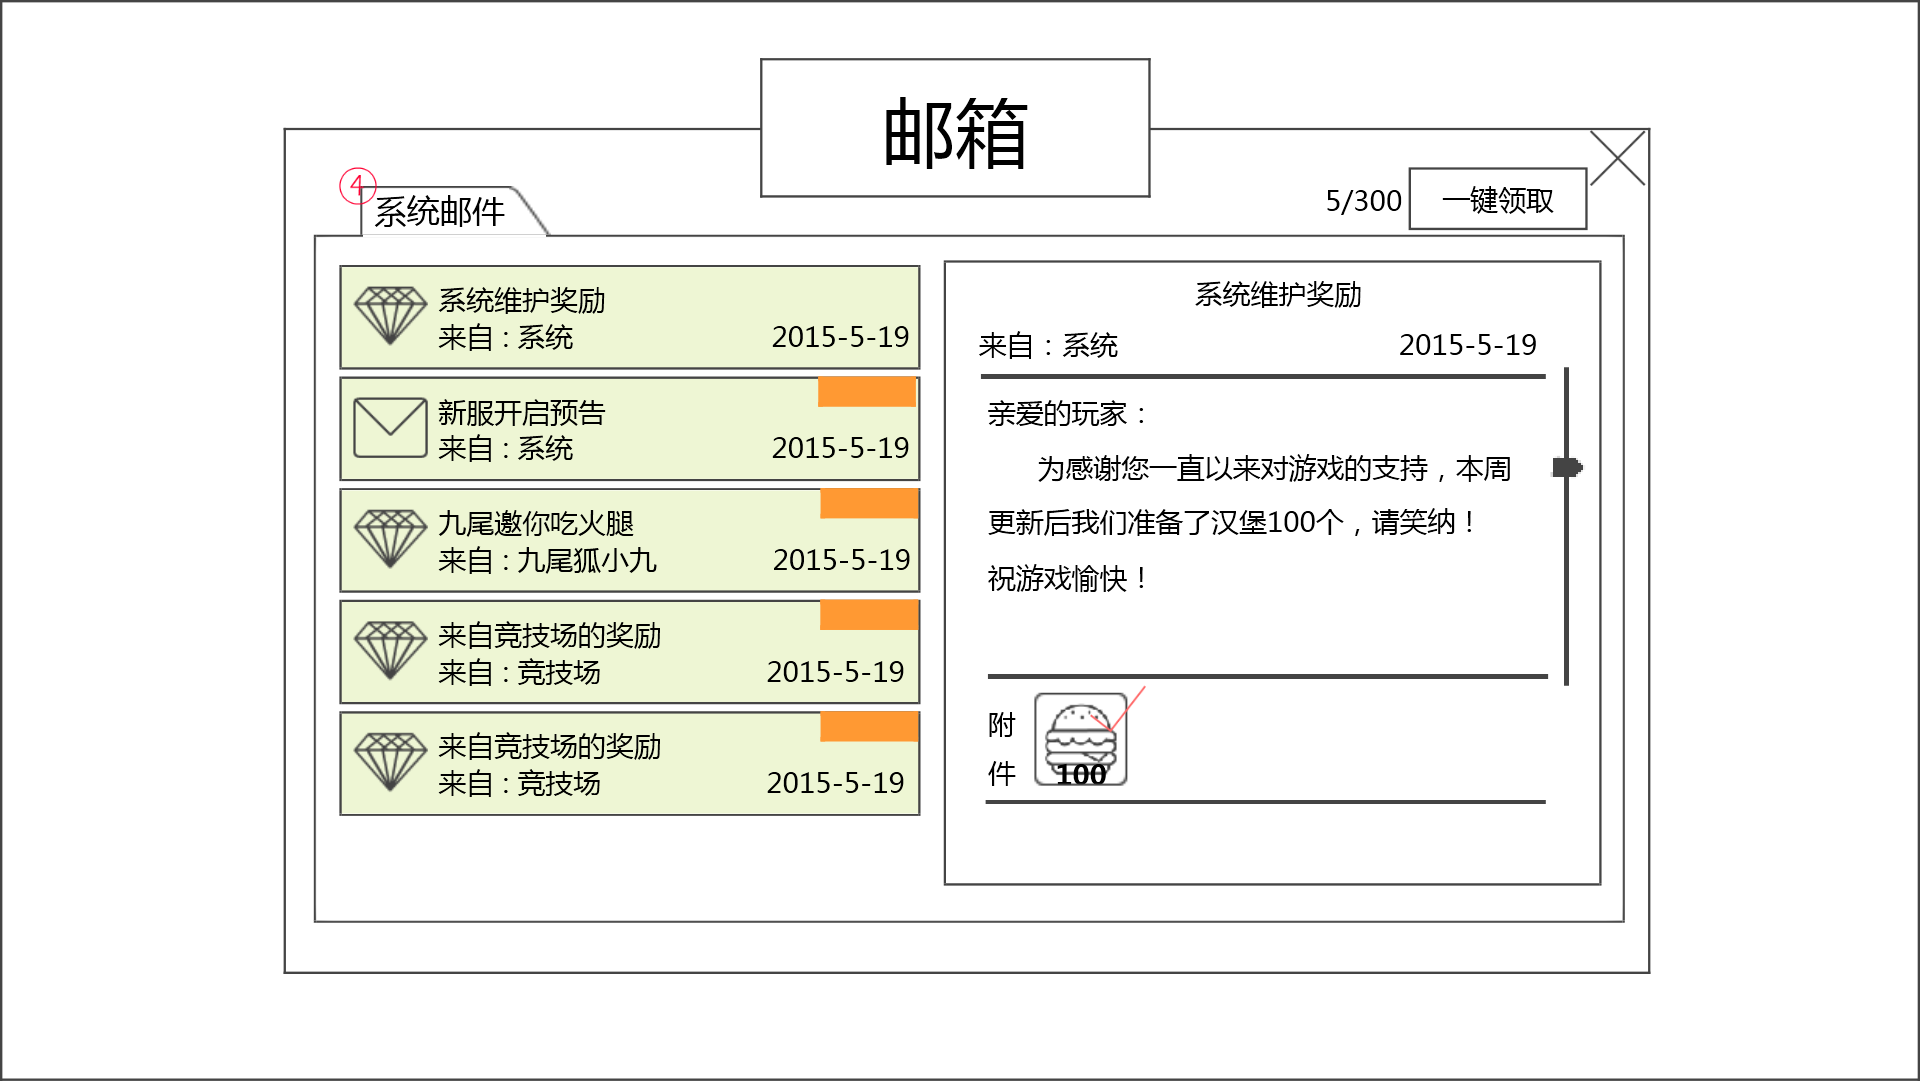 邮箱
④
系统邮件
5/300
一键领取
系统维护奖励
来自：系统 2015-5-19
新服开启预告
来自：系统 2015-5-19
九尾邀你吃火腿
来自：九尾狐小九 2015-5-19
来自竞技场的奖励
来自：竞技场 2015-5-19
来自竞技场的奖励
来自：竞技场 2015-5-19
系统维护奖励
来自：系统 2015-5-19
亲爱的玩家：
为感谢您一直以来对游戏的支持，本周
更新后我们准备了汉堡100个，请笑纳！
祝游戏愉快！
附
件
100